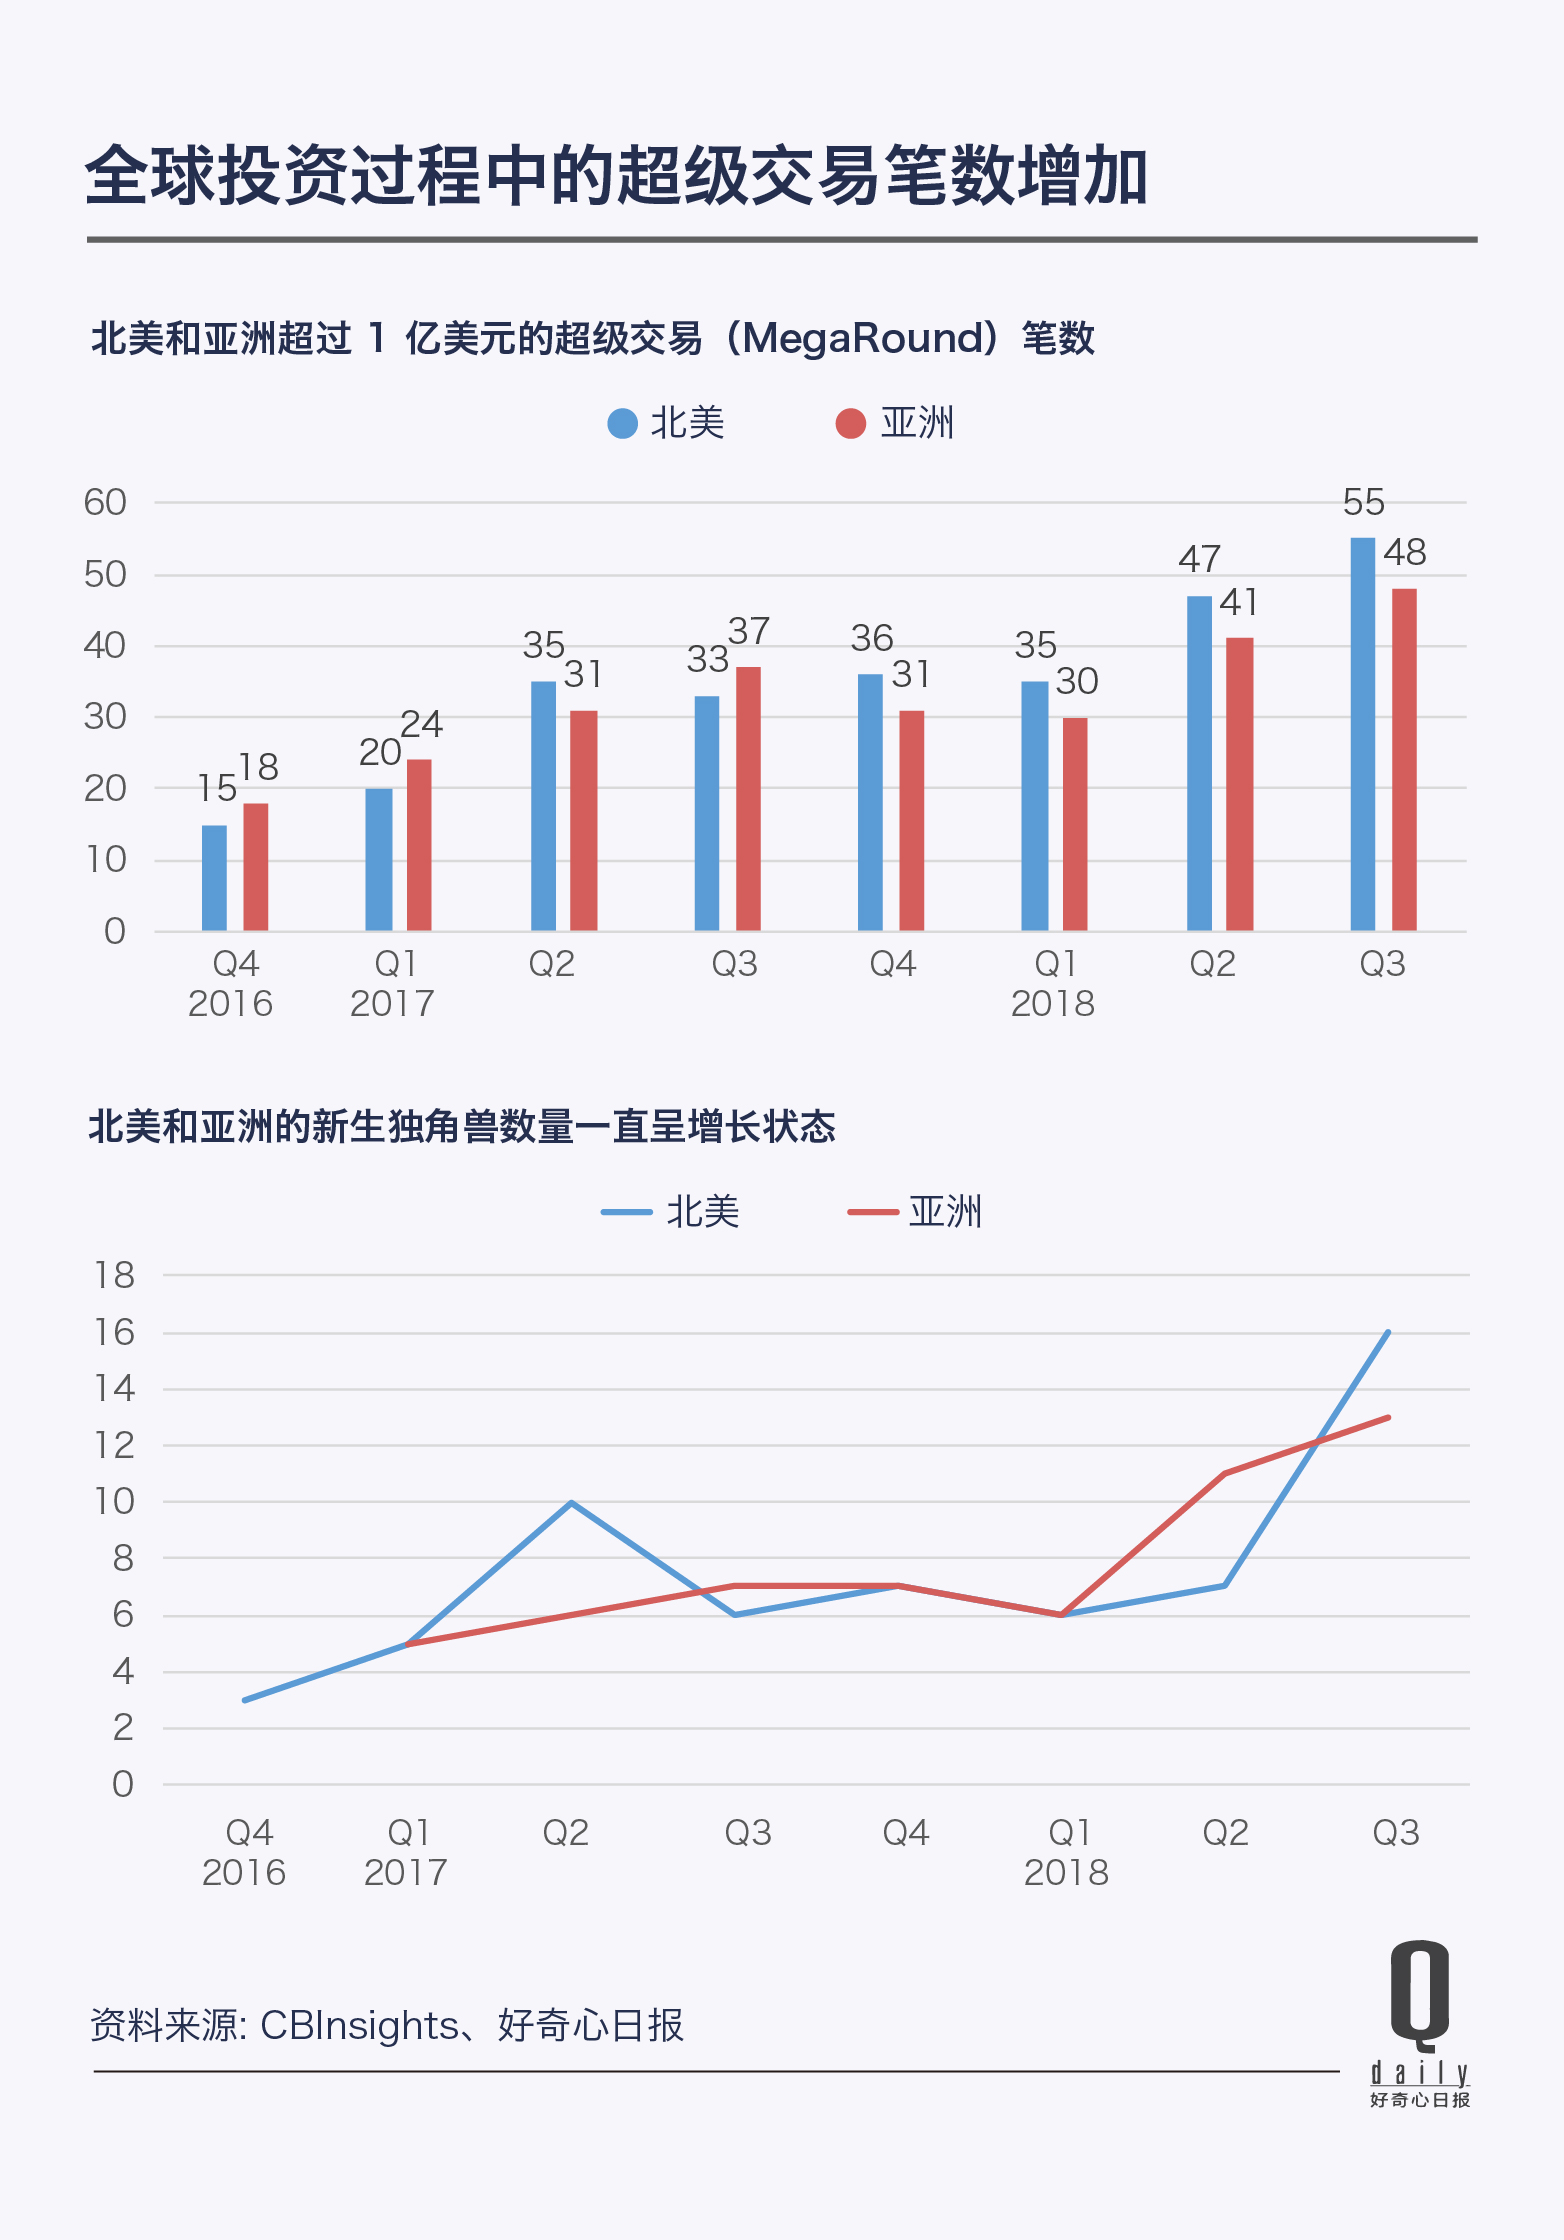 全球投资过程中的超级交易笔数增加
北美和亚洲超过 1 亿美元的超级交易（MegaRound）笔数
北美 亚洲
60
50
40
30
20
10
0
15 18 20 24 35 31 33 37 36 31 35 30 47 41 55 48
Q4 Q1 Q2 Q3 Q4 Q1 Q2 Q3
2016 2017 2018
北美和亚洲的新生独角兽数量一直呈增长状态
北美 亚洲
18
16
14
12
10
8
6
4
2
0
Q4 Q1 Q2 Q3 Q4 Q1 Q2 Q3
2016 2017 2018
资料来源: CBInsights、好奇心日报
Q
daily
好奇心日报